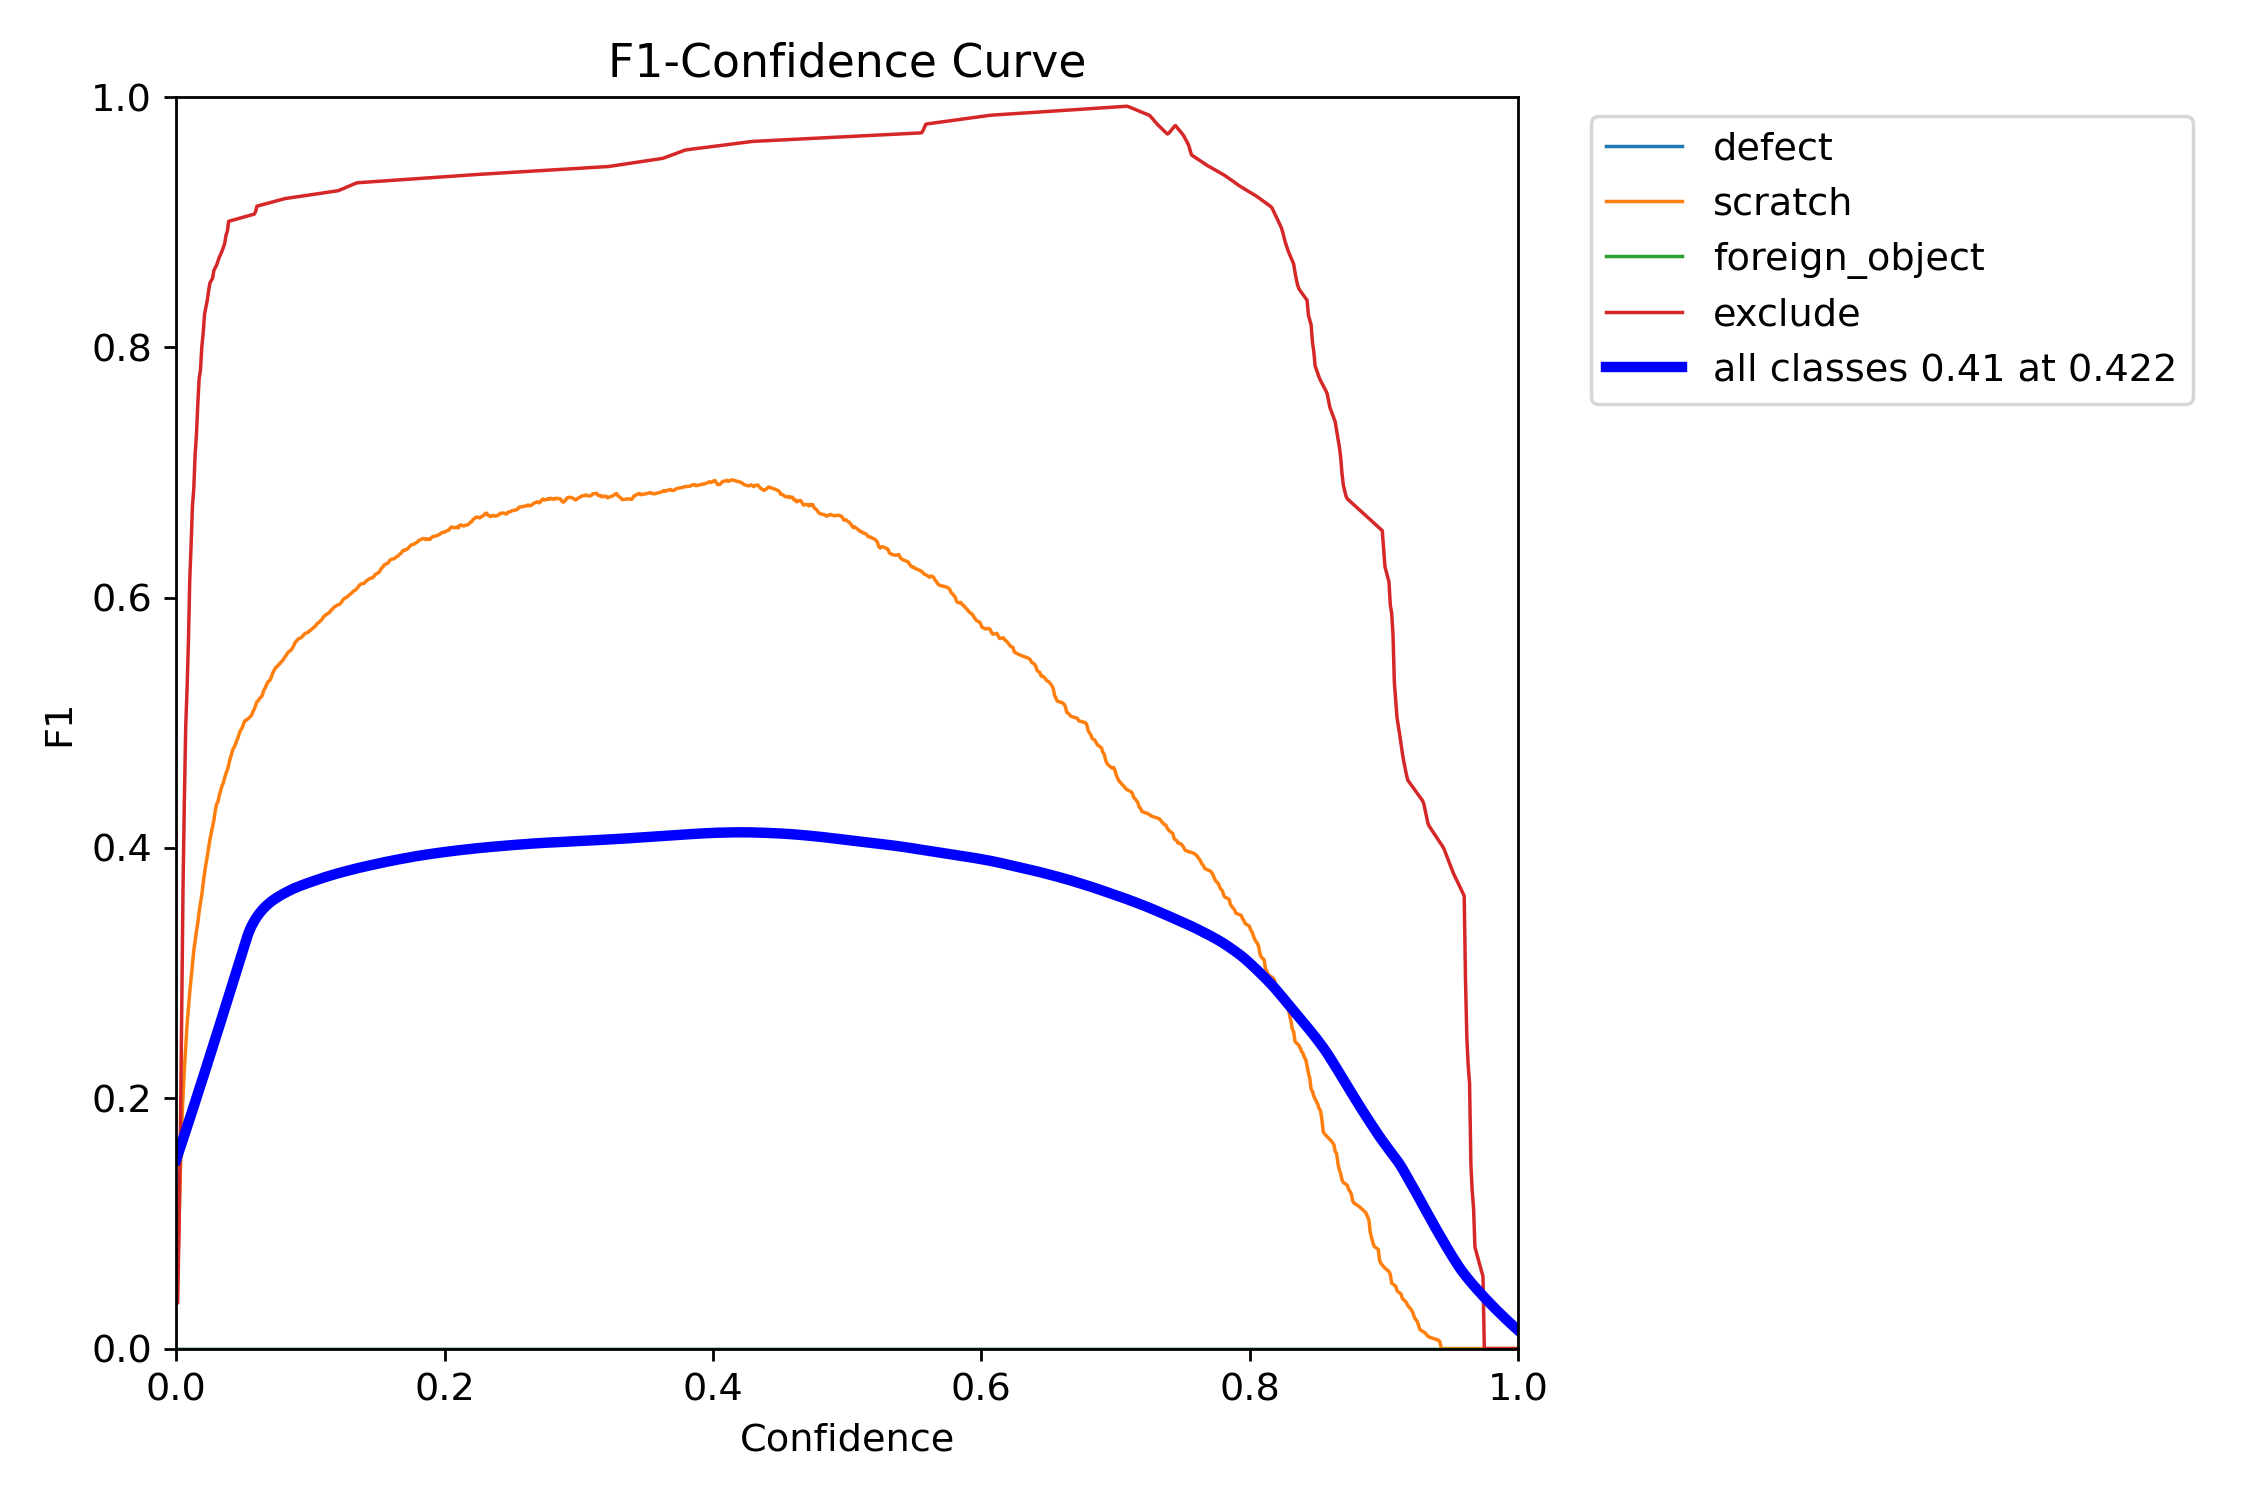 F1-Confidence Curve
1.0
0.8
0.6
0.4
0.2
0.0
F1
0.0 0.2 0.4 0.6 0.8 1.0
Confidence
defect
scratch
foreign_object
exclude
all classes 0.41 at 0.422